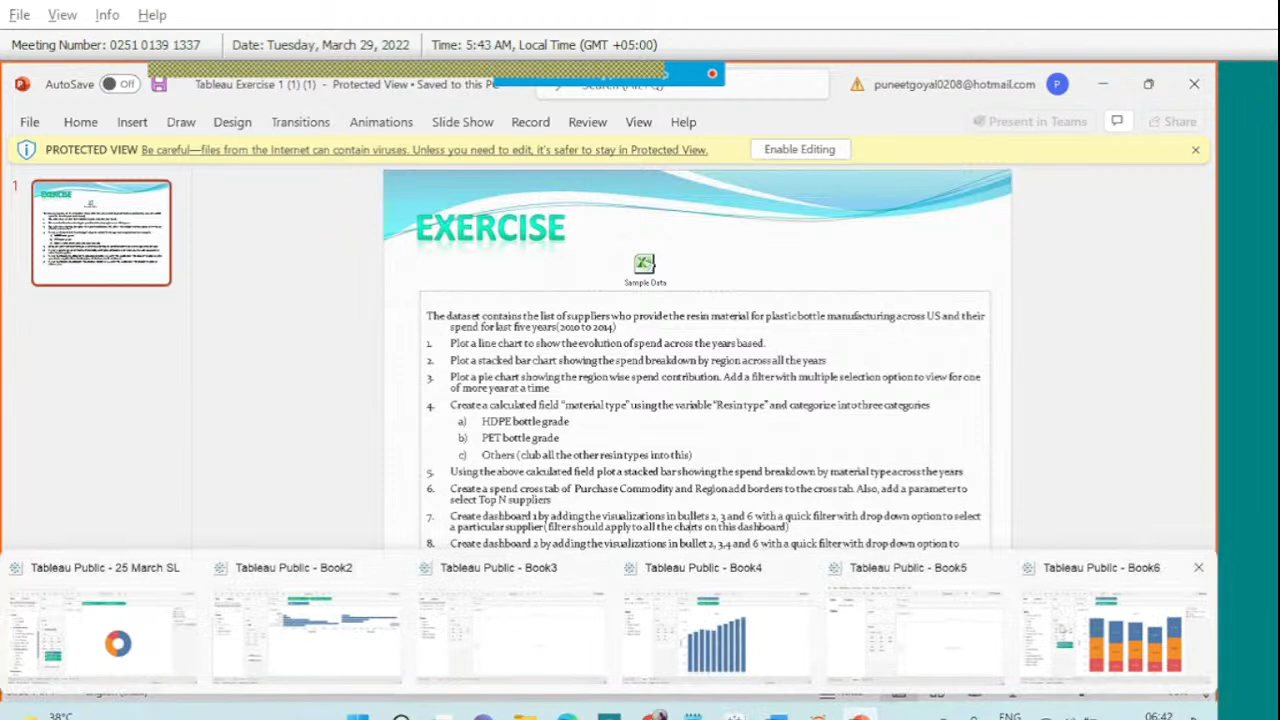 File View Info Help
Meeting Number: 0251 0139 1337 Date: Tuesday, March 29, 2022 Time: 5:43 AM, Local Time (GMT +05:00)
AutoSave Off Tableau Exercise 1 (1) (1) - Protected View • Saved to this P puneetgoyal0208@hotmail.com P
File Home Insert Draw Design Transitions Animations Slide Show Record Review View Help Present in Teams Share
PROTECTED VIEW Be careful—files from the Internet can contain viruses. Unless you need to edit, it's safer to stay in Protected View. Enable Editing
1
EXERCISE
Sample Data
The dataset contains the list of suppliers who provide the resin material for plastic bottle manufacturing across US and their
spend for last five years(2010 to 2014)
1. Plot a line chart to show the evolution of spend across the years based.
2. Plot a stacked bar chart showing the spend breakdown by region across all the years
3. Plot a pie chart showing the region wise spend contribution. Add a filter with multiple selection option to view for one
of more year at a time
4. Create a calculated field “material type” using the variable “Resin type” and categorize into three categories
a) HDPE bottle grade
b) PET bottle grade
c) Others (club all the other resin types into this)
5. Using the above calculated field plot a stacked bar showing the spend breakdown by material type across the years
6. Create a spend cross tab of Purchase Commodity and Region add borders to the cross tab. Also, add a parameter to
select Top N suppliers
7. Create dashboard 1 by adding the visualizations in bullets 2, 3 and 6 with a quick filter with drop down option to select
a particular supplier( filter should apply to all the charts on this dashboard)
8. Create dashboard 2 by adding the visualizations in bullet 2, 3,4 and 6 with a quick filter with drop down option to
Tableau Public - 25 March SL Tableau Public - Book2 Tableau Public - Book3 Tableau Public - Book4 Tableau Public - Book5 Tableau Public - Book6
38°C ENG 06:42